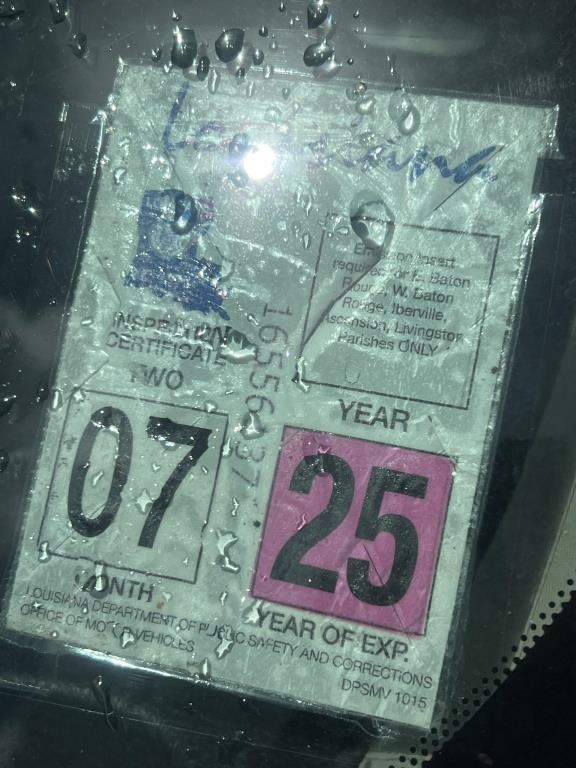 Louisiana
Emission Insert
required for E. Baton
Rouge, W. Baton
Rouge, Iberville,
Ascension, Livingston
Parishes ONLY
INSPECTION
CERTIFICATE
TWO
YEAR
07
25
MONTH
YEAR OF EXP.
LOUISIANA DEPARTMENT OF PUBLIC SAFETY AND CORRECTIONS
OFFICE OF MOTOR VEHICLES
DPSMV 1015